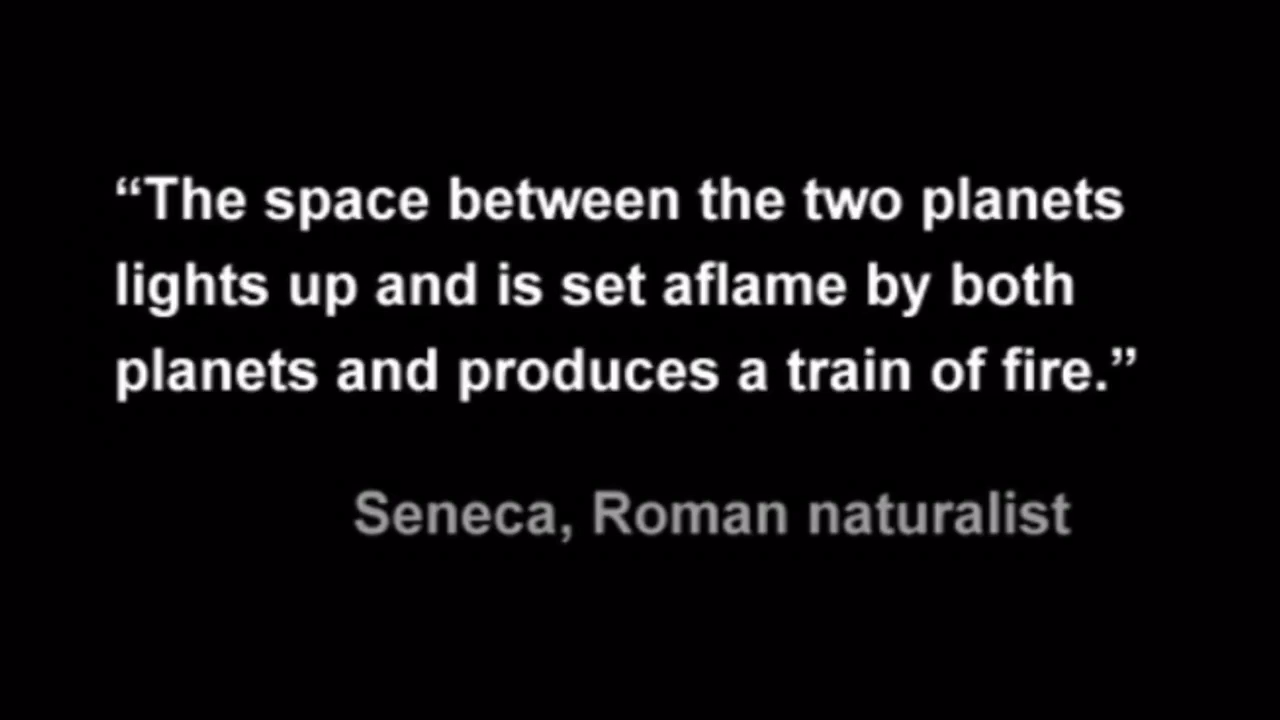 “The space between the two planets
lights up and is set aflame by both
planets and produces a train of fire.”
Seneca, Roman naturalist